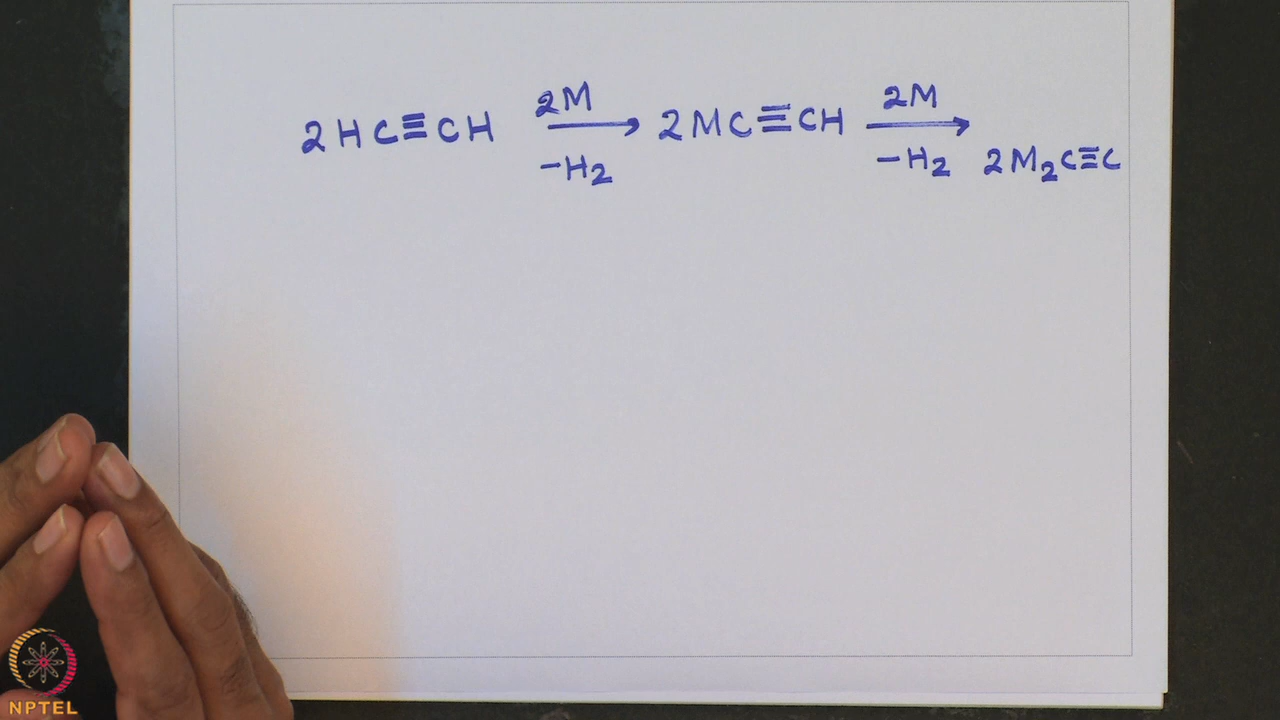 2HC≡CH 2M → -H2 2MC≡CH 2M → -H2 2M2C≡C
NPTEL